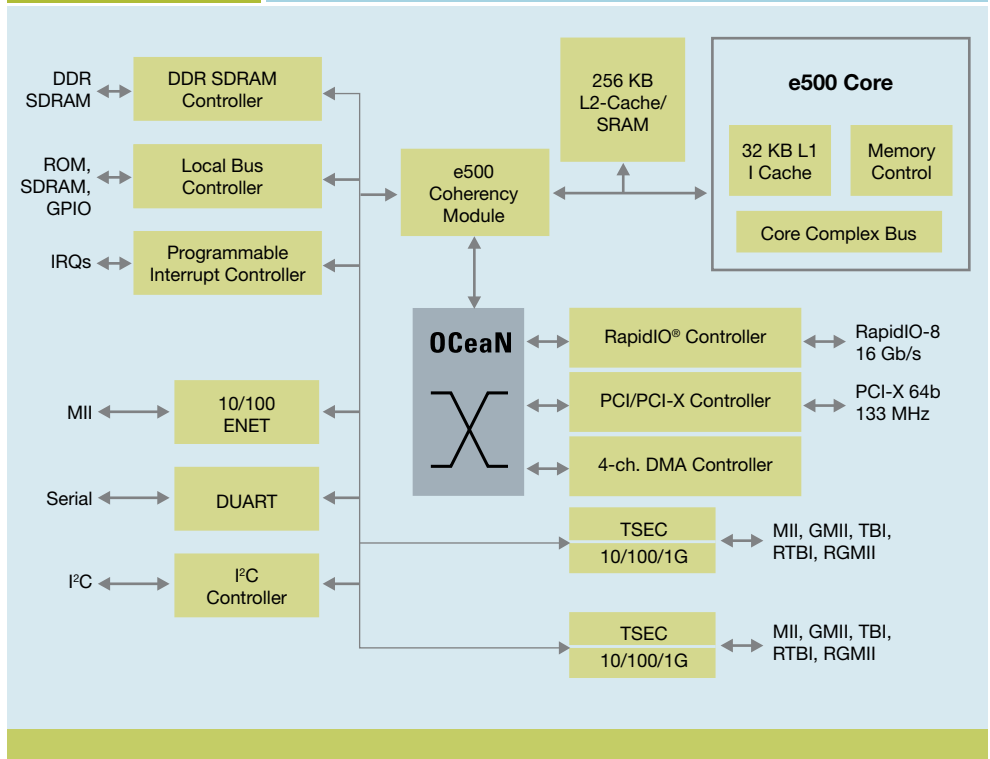 DDR
SDRAM
DDR SDRAM
Controller
ROM,
SDRAM,
GPIO
Local Bus
Controller
IRQs
Programmable
Interrupt Controller
MII
10/100
ENET
Serial
DUART
I²C
I²C
Controller
e500
Coherency
Module
256 KB
L2-Cache/
SRAM
e500 Core
32 KB L1
I Cache
Memory
Control
Core Complex Bus
OCeaN
RapidIO® Controller
RapidIO-8
16 Gb/s
PCI/PCI-X Controller
PCI-X 64b
133 MHz
4-ch. DMA Controller
TSEC
10/100/1G
MII, GMII, TBI,
RTBI, RGMII
TSEC
10/100/1G
MII, GMII, TBI,
RTBI, RGMII